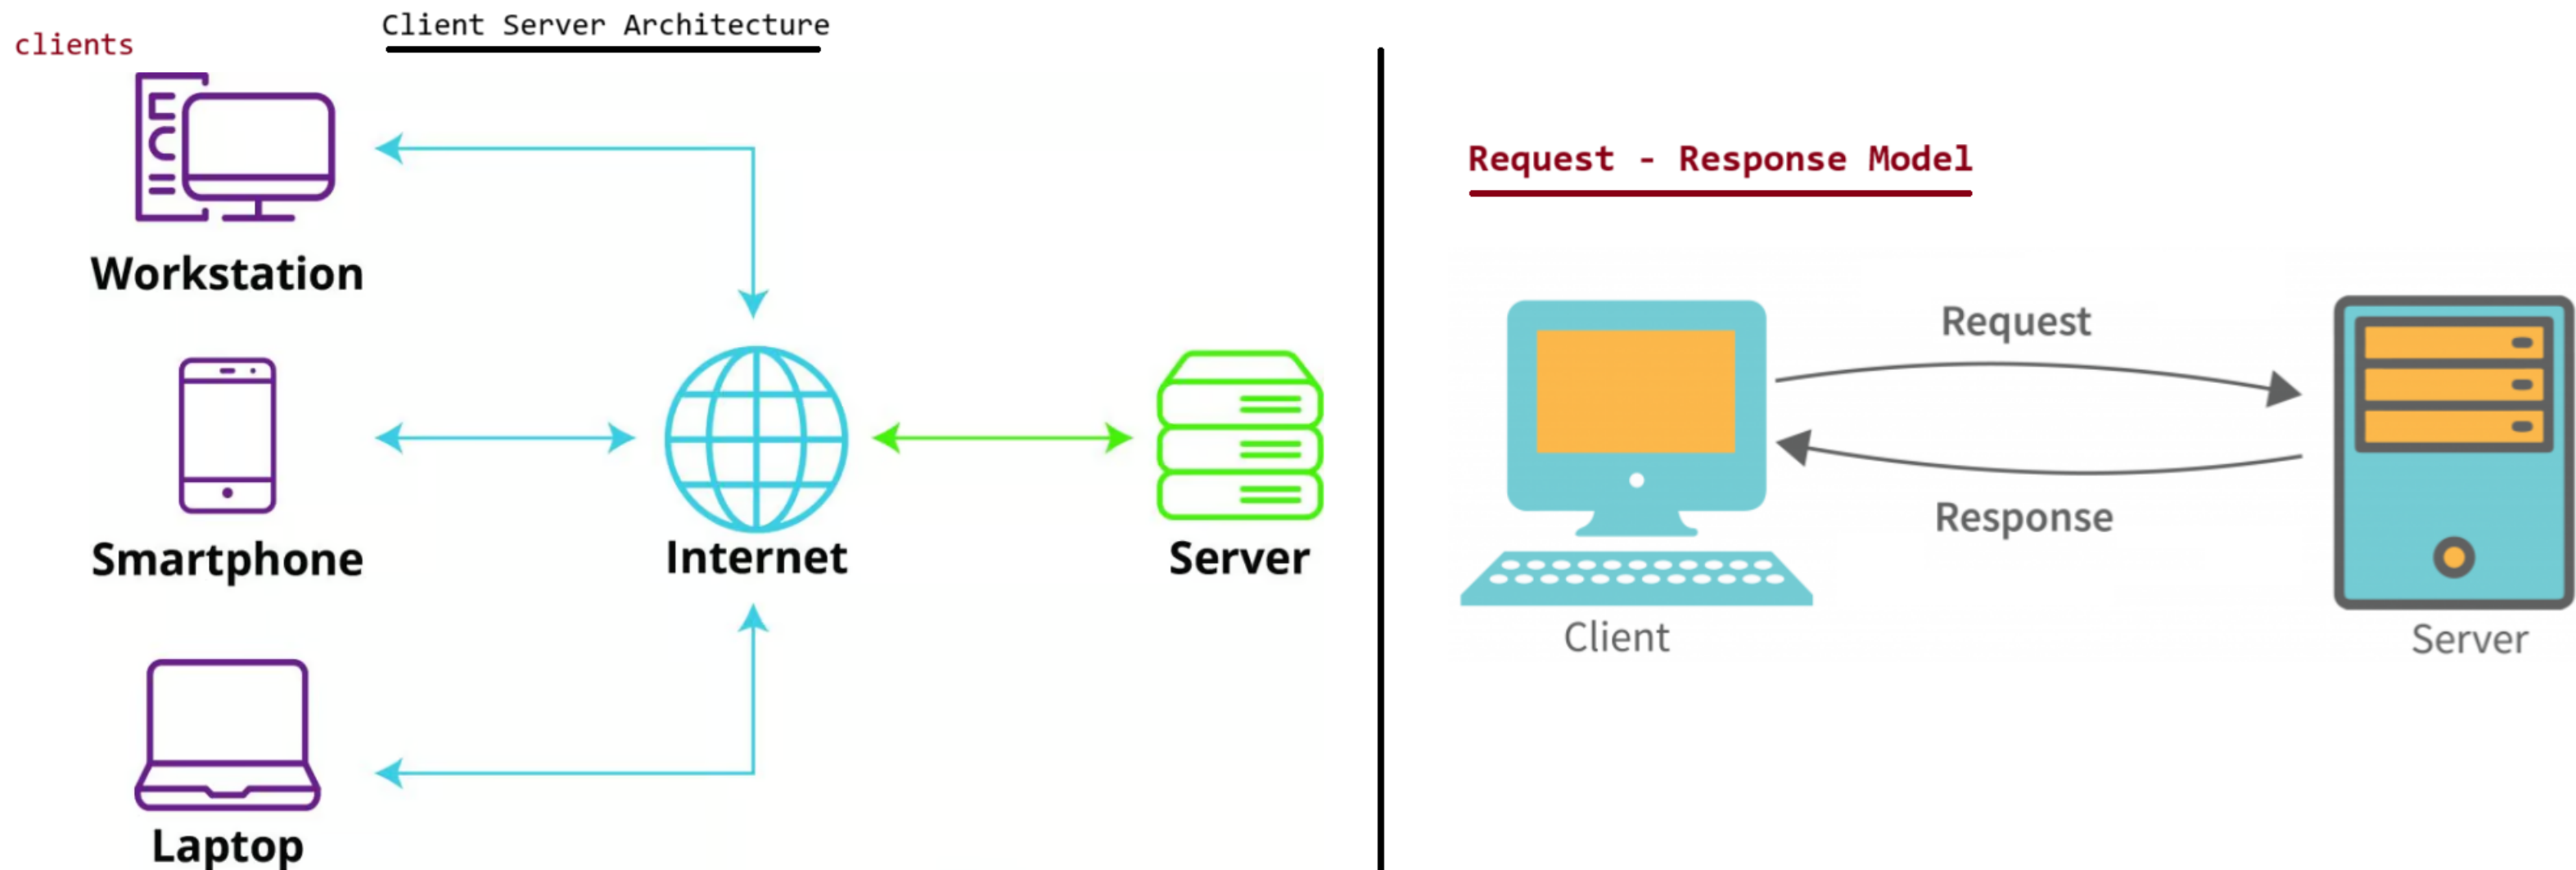 Client Server Architecture
clients
Workstation
Smartphone
Internet
Server
Laptop
Request - Response Model
Request
Response
Client
Server